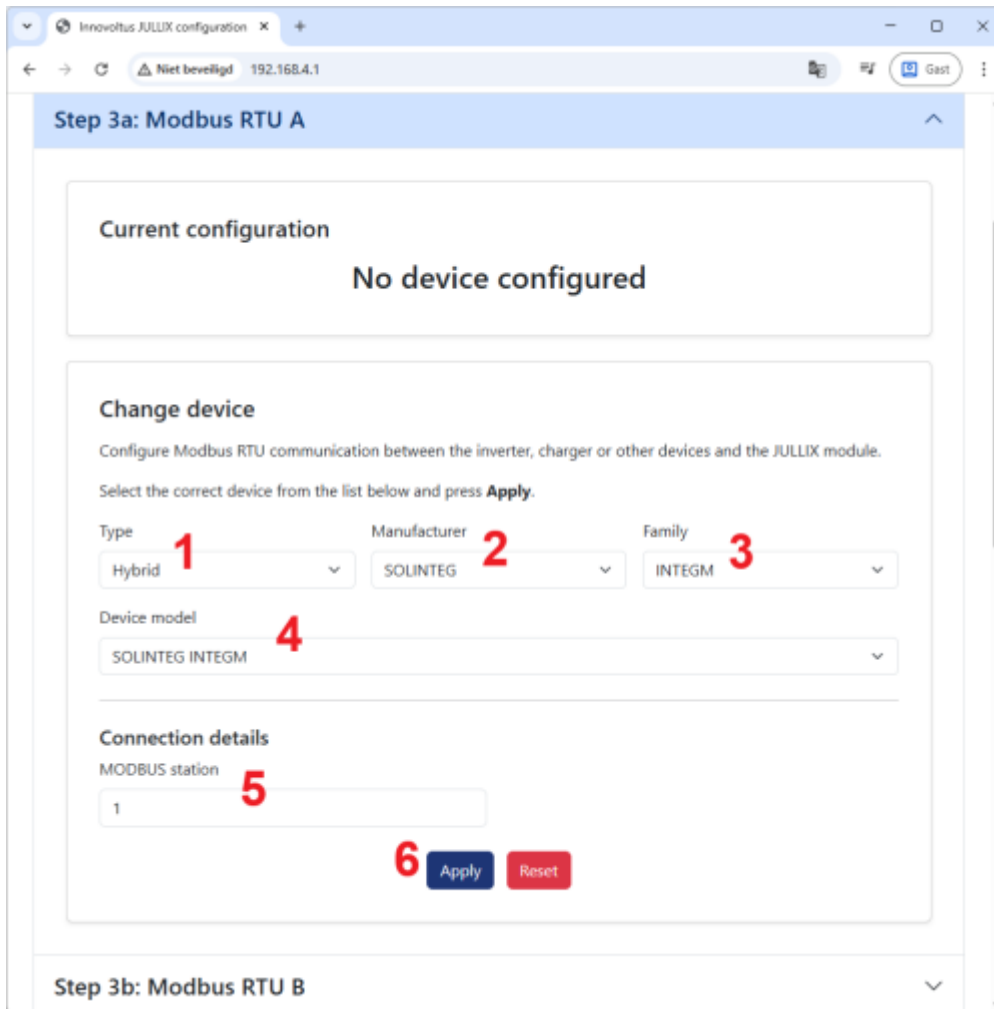 Innovoltus JULLIX configuration
Niet beveiligd 192.168.4.1 Gast
Step 3a: Modbus RTU A
Current configuration
No device configured
Change device
Configure Modbus RTU communication between the inverter, charger or other devices and the JULLIX module.
Select the correct device from the list below and press Apply.
Type Manufacturer Family
1 2 3
Hybrid SOLINTEG INTEGM
Device model
4
SOLINTEG INTEGM
Connection details
MODBUS station
5
1
6 Apply Reset
Step 3b: Modbus RTU B